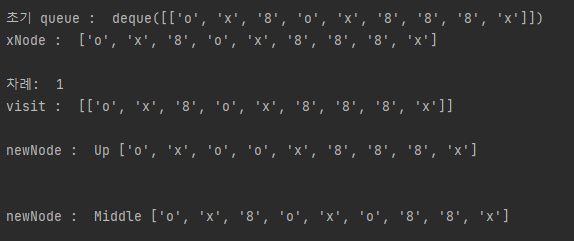 초기 queue :  deque([['o', 'x', '8', 'o', 'x', '8', '8', '8', 'x']])
xNode :  ['o', 'x', '8', 'o', 'x', '8', '8', '8', 'x']
차례:  1
visit :  [['o', 'x', '8', 'o', 'x', '8', '8', '8', 'x']]
newNode :  Up ['o', 'x', 'o', 'o', 'x', '8', '8', '8', 'x']
newNode :  Middle ['o', 'x', '8', 'o', 'x', 'o', '8', '8', 'x']